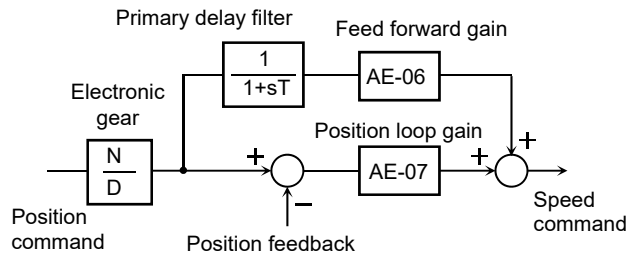 Primary delay filter
Feed forward gain
1
1+sT
AE-06
Electronic
gear
Position loop gain
N
D
+
−
AE-07
+
+
Position
command
Position feedback
Speed
command